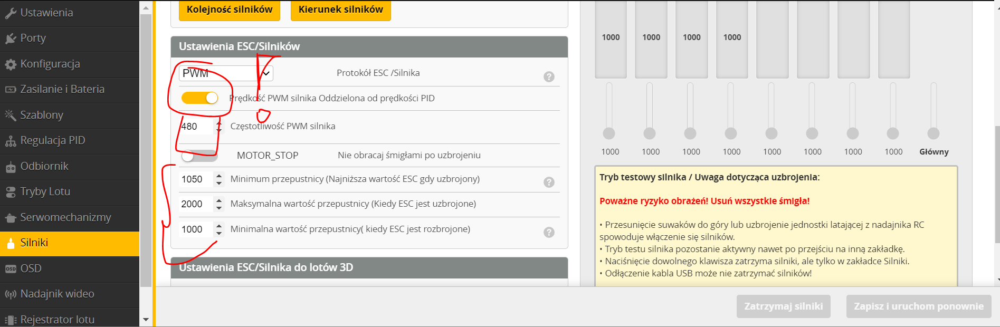 Ustawienia
Porty
Konfiguracja
Zasilanie i Bateria
Szablony
Regulacja PID
Odbiornik
Tryby Lotu
Serwomechanizmy
Silniki
OSD OSD
Nadajnik wideo
Rejestrator lotu
Kolejność silników Kierunek silników
Ustawienia ESC/Silników
PWM Protokół ESC /Silnika ?
Prędkość PWM silnika Oddzielona od prędkości PID
480 Częstotliwość PWM silnika
MOTOR_STOP Nie obracaj śmigłami po uzbrojeniu
1050 Minimum przepustnicy (Najniższa wartość ESC gdy uzbrojony) ?
2000 Maksymalna wartość przepustnicy (Kiedy ESC jest uzbrojone)
1000 Minimalna wartość przepustnicy( kiedy ESC jest rozbrojone) ?
Ustawienia ESC/Silnika do lotów 3D
1000 1000 1000 1000
1000 1000 1000 1000 1000 1000 1000 1000 Główny
Tryb testowy silnika / Uwaga dotycząca uzbrojenia:
Poważne ryzyko obrażeń! Usuń wszystkie śmigła!
• Przesunięcie suwaków do góry lub uzbrojenie jednostki latającej z nadajnika RC
spowoduje włączenie się silników.
• Tryb testu silnika pozostanie aktywny nawet po przejściu na inną zakładkę.
• Naciśnięcie dowolnego klawisza zatrzyma silniki, ale tylko w zakładce Silniki.
• Odłączenie kabla USB może nie zatrzymać silników!
Zatrzymaj silniki Zapisz i uruchom ponownie